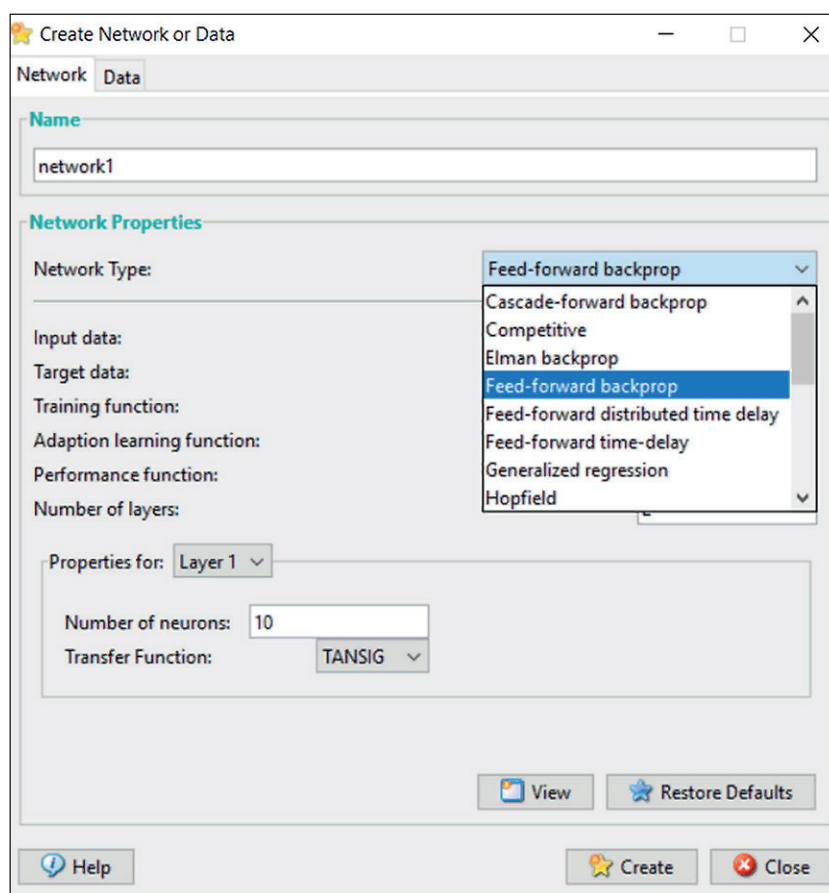 Create Network or Data
Network Data
Name
network1
Network Properties
Network Type: Feed-forward backprop
Cascade-forward backprop
Competitive
Elman backprop
Feed-forward backprop
Feed-forward distributed time delay
Feed-forward time-delay
Generalized regression
Hopfield
Input data:
Target data:
Training function:
Adaption learning function:
Performance function:
Number of layers:
Properties for: Layer 1
Number of neurons: 10
Transfer Function: TANSIG
View Restore Defaults
Help Create Close